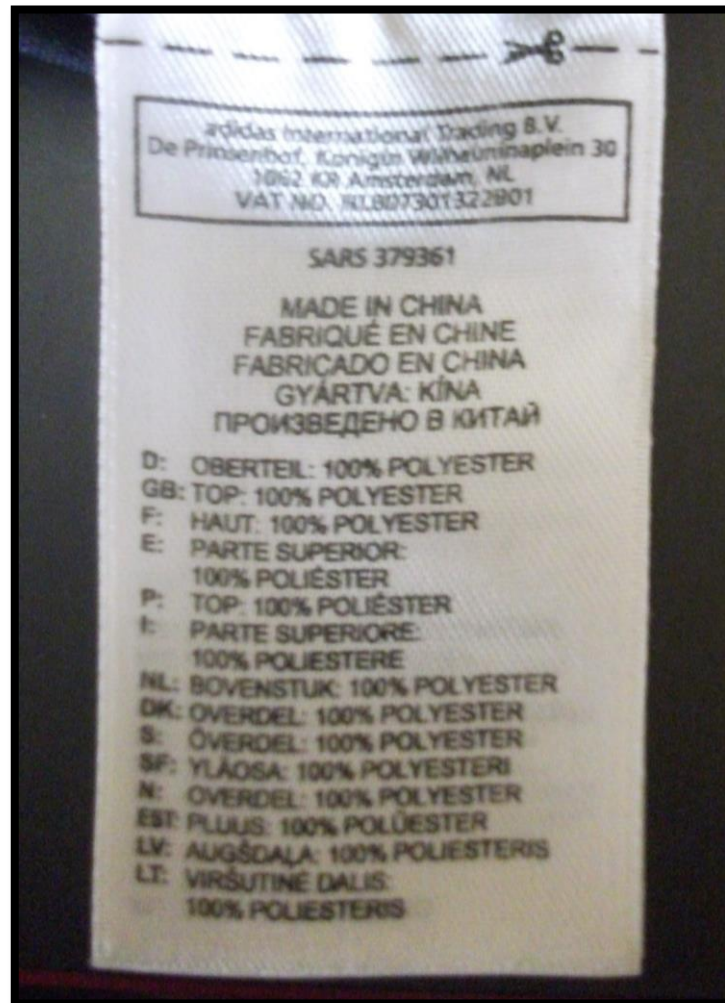 adidas International Trading B.V.
De Prinsenhof, Koningin Wilhelminaplein 30
1062 KR Amsterdam, NL
VAT NO. NL807301322B01
SARS 379361
MADE IN CHINA
FABRIQUÉ EN CHINE
FABRICADO EN CHINA
GYÁRTVA: KÍNA
ПРОИЗВЕДЕНО В КИТАЙ
D: OBERTEIL: 100% POLYESTER
GB: TOP: 100% POLYESTER
F: HAUT: 100% POLYESTER
E: PARTE SUPERIOR:
100% POLIÉSTER
P: TOP: 100% POLIÉSTER
I: PARTE SUPERIORE:
100% POLIESTERE
NL: BOVENSTUK: 100% POLYESTER
DK: OVERDEL: 100% POLYESTER
S: ÖVERDEL: 100% POLYESTER
SF: YLÄOSA: 100% POLYESTERI
N: OVERDEL: 100% POLYESTER
EST: PLUUS: 100% POLÜESTER
LV: AUGŠDAĻA: 100% POLIESTERIS
LT: VIRŠUTINĖ DALIS:
100% POLIESTERIS